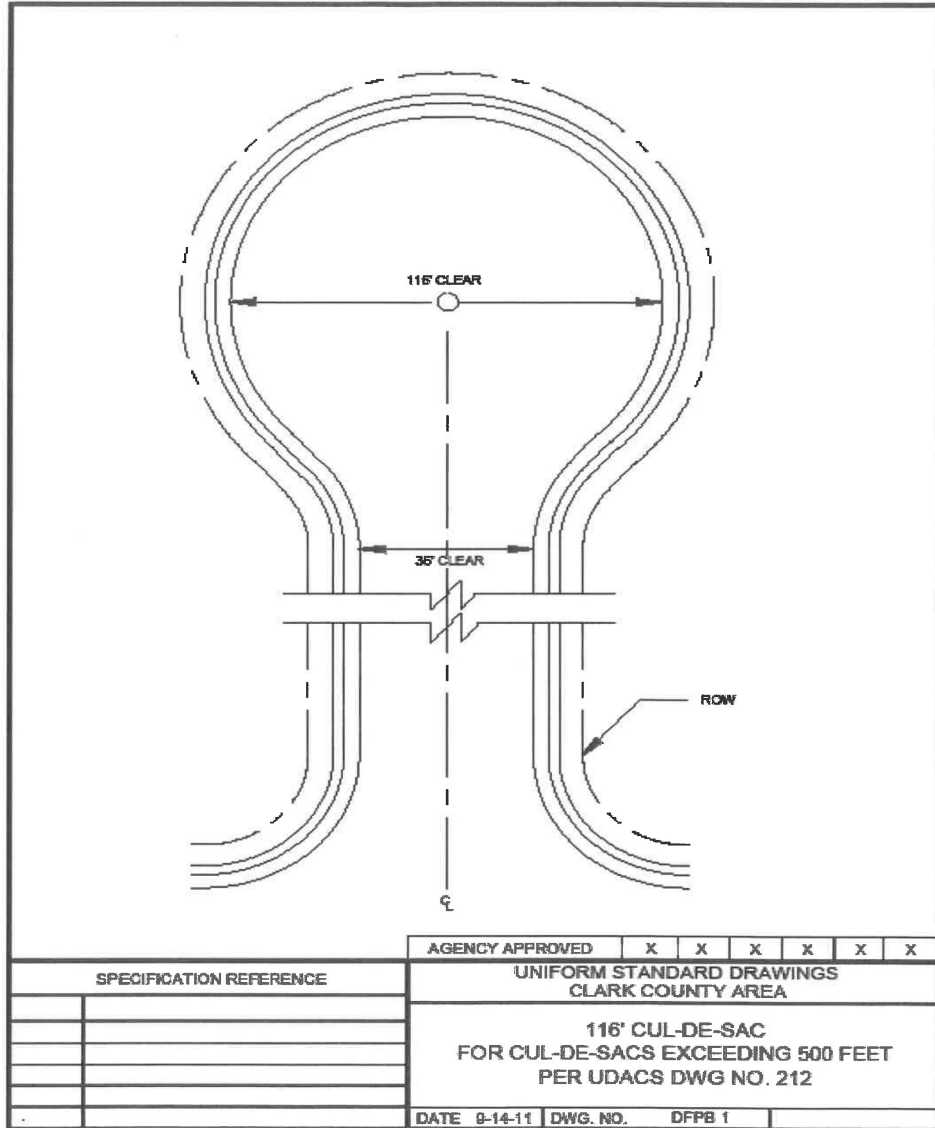 116' CLEAR
36' CLEAR
ROW
℄
AGENCY APPROVED X X X X X X
SPECIFICATION REFERENCE
UNIFORM STANDARD DRAWINGS
CLARK COUNTY AREA
116' CUL-DE-SAC
FOR CUL-DE-SACS EXCEEDING 500 FEET
PER UDACS DWG NO. 212
DATE 9-14-11 DWG. NO. DFPB 1